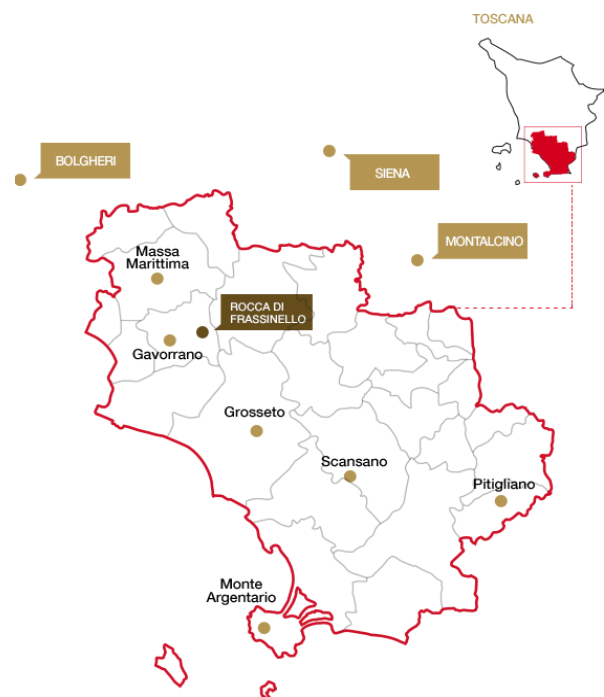 TOSCANA
BOLGHERI
SIENA
MONTALCINO
Massa
Marittima
ROCCA DI
FRASSINELLO
Gavorrano
Grosseto
Scansano
Pitigliano
Monte
Argentario